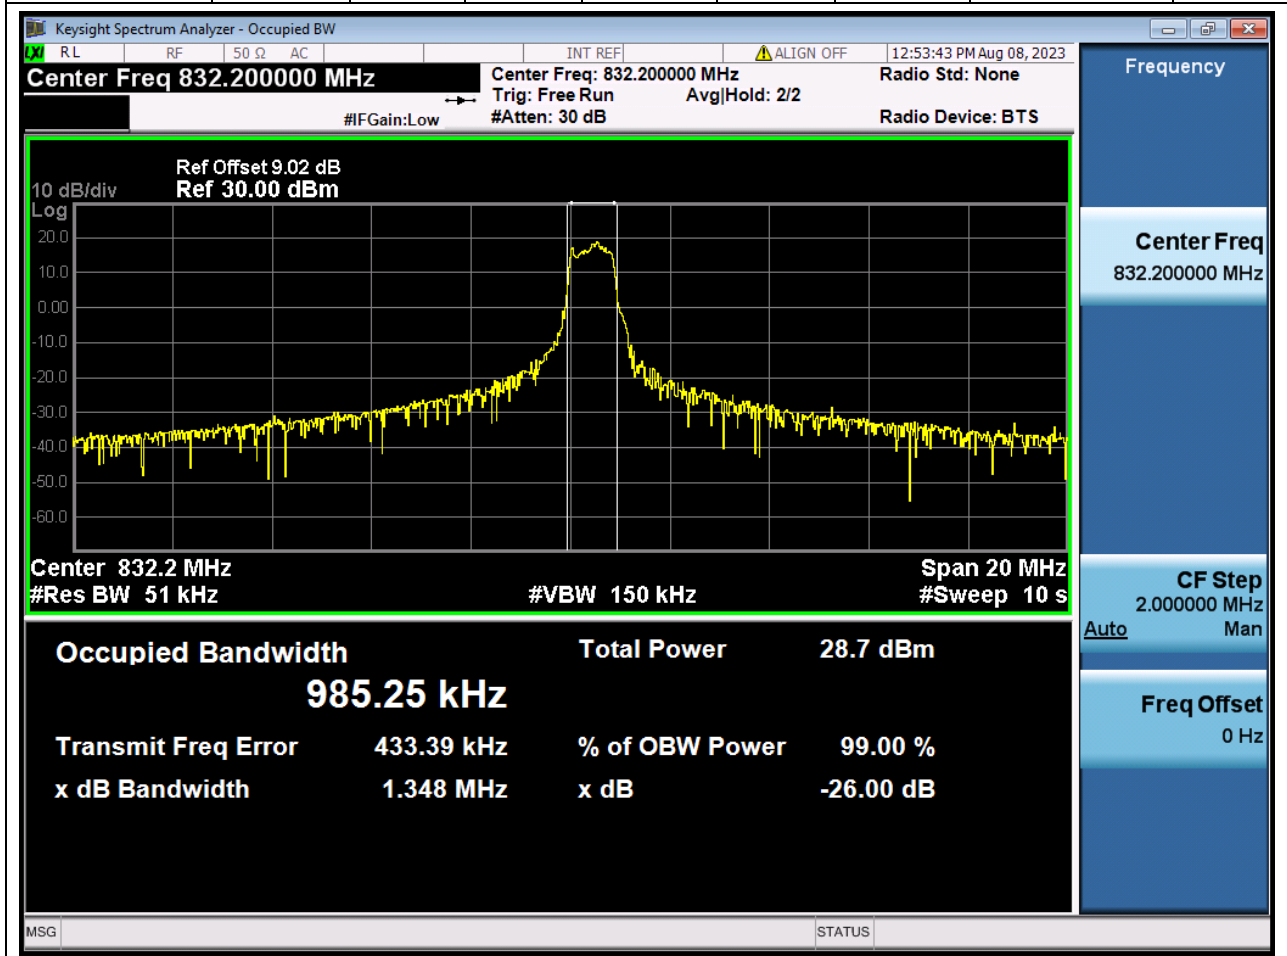 Keysight Spectrum Analyzer - Occupied BW
LXI RL RF 50 Ω AC INT REF ALIGN OFF 12:53:43 PM Aug 08, 2023
Center Freq 832.200000 MHz Center Freq: 832.200000 MHz Radio Std: None
Trig: Free Run Avg|Hold: 2/2
#IFGain:Low #Atten: 30 dB Radio Device: BTS
Ref Offset 9.02 dB
10 dB/div Ref 30.00 dBm
Log
20.0
10.0
0.00
-10.0
-20.0
-30.0
-40.0
-50.0
-60.0
Center 832.2 MHz Span 20 MHz
#Res BW 51 kHz #VBW 150 kHz #Sweep 10 s
Occupied Bandwidth Total Power 28.7 dBm
985.25 kHz
Transmit Freq Error 433.39 kHz % of OBW Power 99.00 %
x dB Bandwidth 1.348 MHz x dB -26.00 dB
MSG STATUS
Frequency
Center Freq
832.200000 MHz
CF Step
2.000000 MHz
Auto Man
Freq Offset
0 Hz